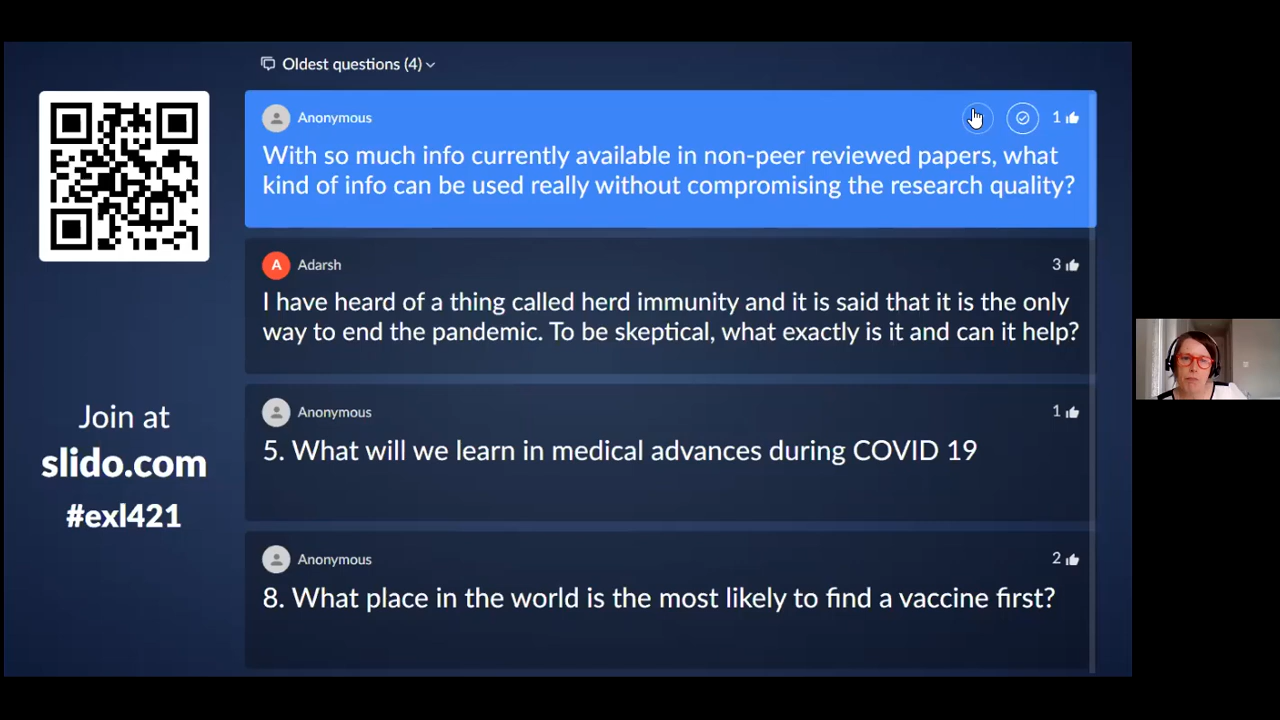 Oldest questions (4)
Anonymous
1
With so much info currently available in non-peer reviewed papers, what
kind of info can be used really without compromising the research quality?
A
Adarsh
3
I have heard of a thing called herd immunity and it is said that it is the only
way to end the pandemic. To be skeptical, what exactly is it and can it help?
Anonymous
1
5. What will we learn in medical advances during COVID 19
Anonymous
2
8. What place in the world is the most likely to find a vaccine first?
Join at
slido.com
#exl421